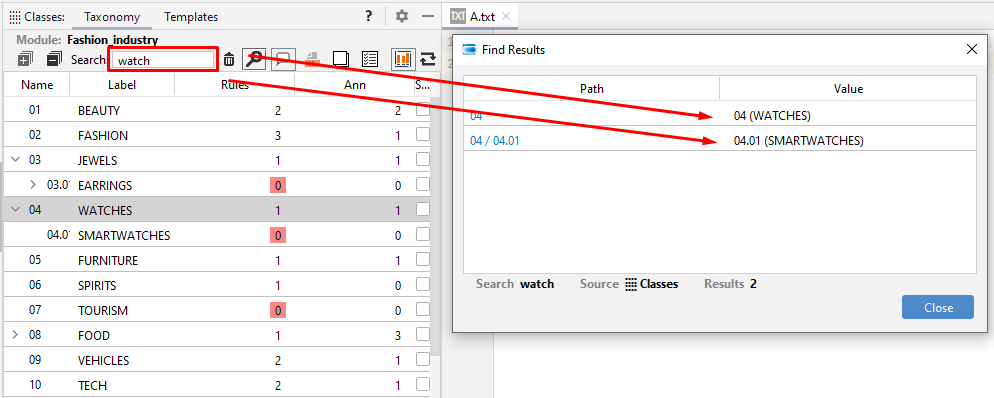 Classes: Taxonomy Templates ? A.txt
Module: Fashion_industry
Search: watch
Name Label Rules Ann S...
01 BEAUTY 2 2
02 FASHION 3 1
03 JEWELS 1 1
03.01 EARRINGS 0 0
04 WATCHES 1 1
04.01 SMARTWATCHES 0 0
05 FURNITURE 1 1
06 SPIRITS 1 1
07 TOURISM 0 0
08 FOOD 1 3
09 VEHICLES 2 1
10 TECH 2 1
Find Results
Path Value
04 04 (WATCHES)
04 / 04.01 04.01 (SMARTWATCHES)
Search watch Source Classes Results 2
Close